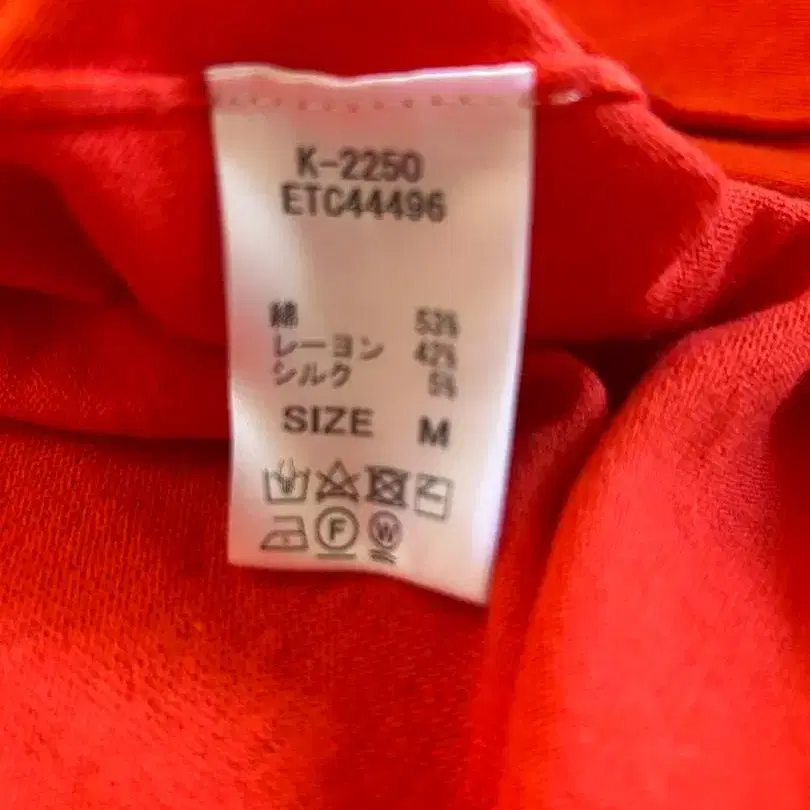 K-2250
ETC44496
綿 53%
レーヨン 42%
シルク 5%
SIZE M
F W